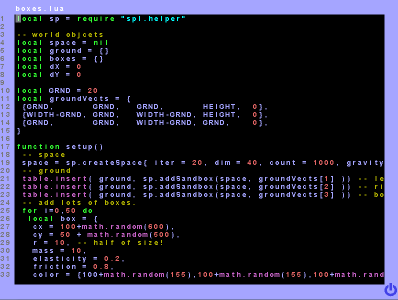 boxes.lua
1 local sp = require "spl.helper"
2
3 -- world objcets
4 local space = nil
5 local ground = {}
6 local boxes = {}
7 local dX = 0
8 local dY = 0
9
10 local GRND = 20
11 local groundVects = {
12 {GRND, GRND, GRND, HEIGHT, 0},
13 {WIDTH-GRND, GRND, WIDTH-GRND, HEIGHT, 0},
14 {GRND, GRND, WIDTH-GRND, GRND, 0},
15 }
16
17 function setup()
18 -- space
19 space = sp.createSpace{ iter = 20, dim = 40, count = 1000, gravity
20 -- ground
21 table.insert( ground, sp.addSandbox(space, groundVects[1] )) -- le
22 table.insert( ground, sp.addSandbox(space, groundVects[2] )) -- ri
23 table.insert( ground, sp.addSandbox(space, groundVects[3] )) -- bo
24 -- add lots of boxes.
25 for i=0,50 do
26 local box = {
27 cx = 100+math.random(600),
28 cy = 50 + math.random(500),
29 r = 10, -- half of size!
30 mass = 10,
31 elasticity = 0.2,
32 friction = 0.8,
33 color = {100+math.random(155),100+math.random(155),100+math.rando